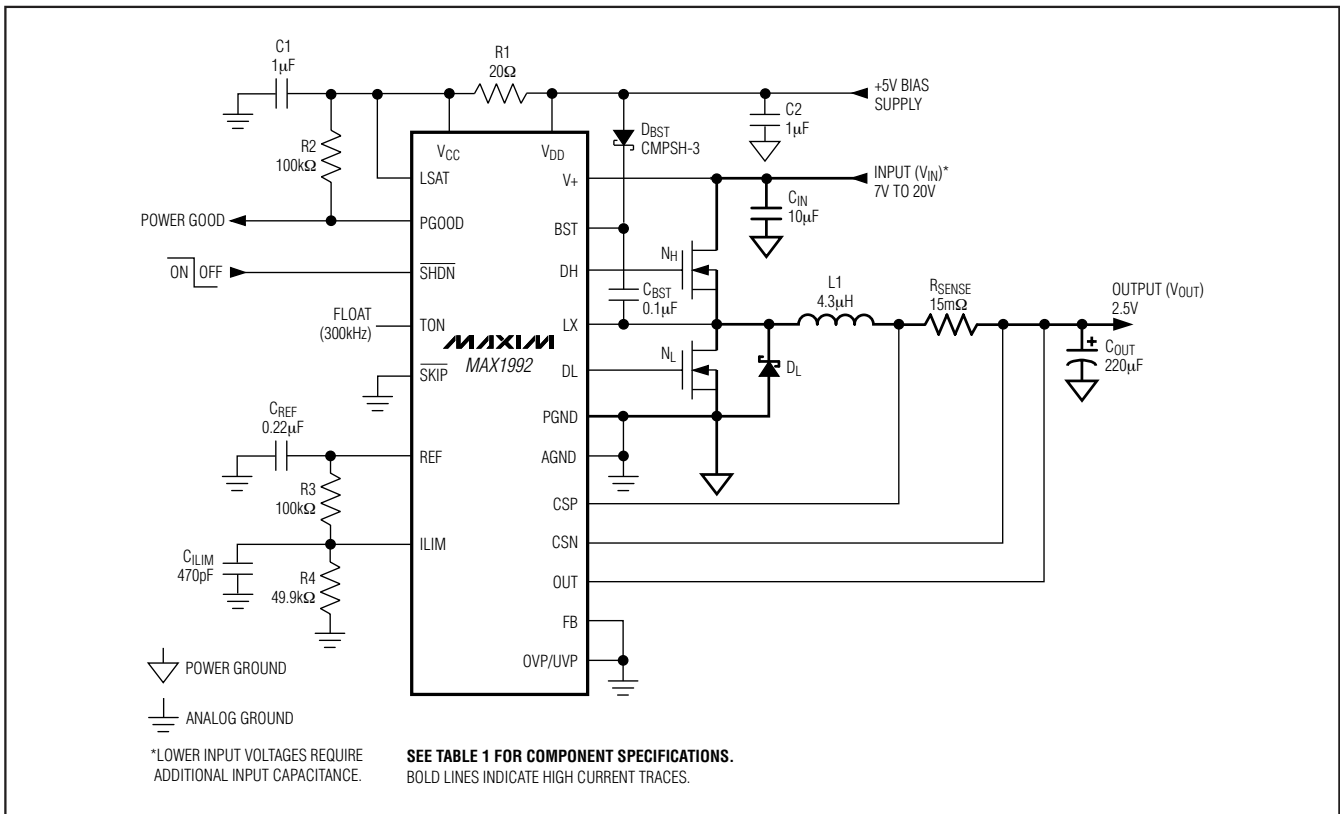 C1
1µF
R1
20Ω
+5V BIAS
SUPPLY
C2
1µF
DBST
CMPSH-3
R2
100kΩ
VCC
VDD
LSAT
V+
INPUT (VIN)*
7V TO 20V
CIN
10µF
POWER GOOD
PGOOD
BST
NH
ON
OFF
SHDN
DH
CBST
0.1µF
L1
4.3µH
RSENSE
15mΩ
OUTPUT (VOUT)
2.5V
FLOAT
(300kHz)
TON
LX
MAXIM
MAX1992
NL
DL
DL
+
COUT
220µF
SKIP
PGND
CREF
0.22µF
REF
AGND
R3
100kΩ
CSP
ILIM
CSN
CILIM
470pF
R4
49.9kΩ
OUT
FB
OVP/UVP
POWER GROUND
ANALOG GROUND
*LOWER INPUT VOLTAGES REQUIRE
ADDITIONAL INPUT CAPACITANCE.
SEE TABLE 1 FOR COMPONENT SPECIFICATIONS.
BOLD LINES INDICATE HIGH CURRENT TRACES.